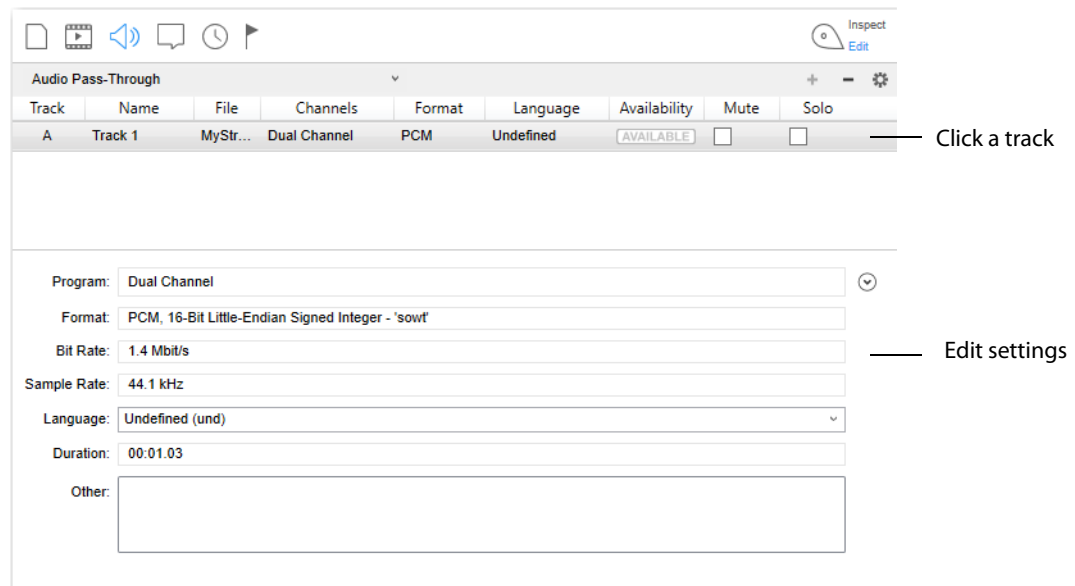 Inspect
Edit
Audio Pass-Through
Track Name File Channels Format Language Availability Mute Solo
A Track 1 MyStr... Dual Channel PCM Undefined AVAILABLE
Click a track
Program: Dual Channel
Format: PCM, 16-Bit Little-Endian Signed Integer - 'sowt'
Bit Rate: 1.4 Mbit/s
Edit settings
Sample Rate: 44.1 kHz
Language: Undefined (und)
Duration: 00:01.03
Other: